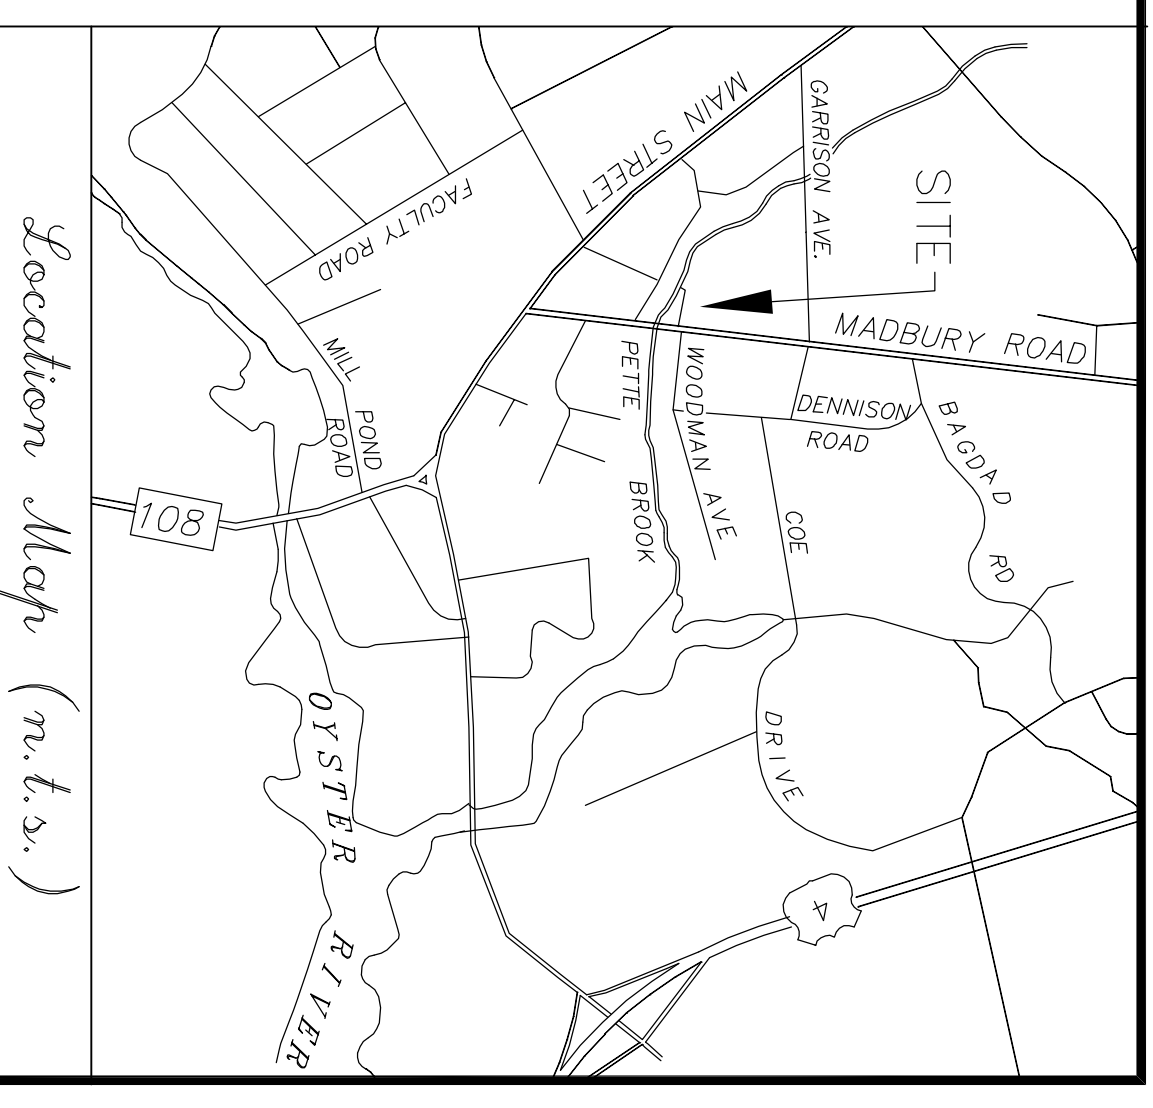 MAIN STREET
GARRISON AVE.
SITE
MADBURY ROAD
FACULTY ROAD
MILL
POND
ROAD
PETTE
BROOK
WOODMAN AVE
DENNISON
ROAD
BAGDAD
RD
COE
DRIVE
108
4
OYSTER RIVER
Location Map (n.t.s.)